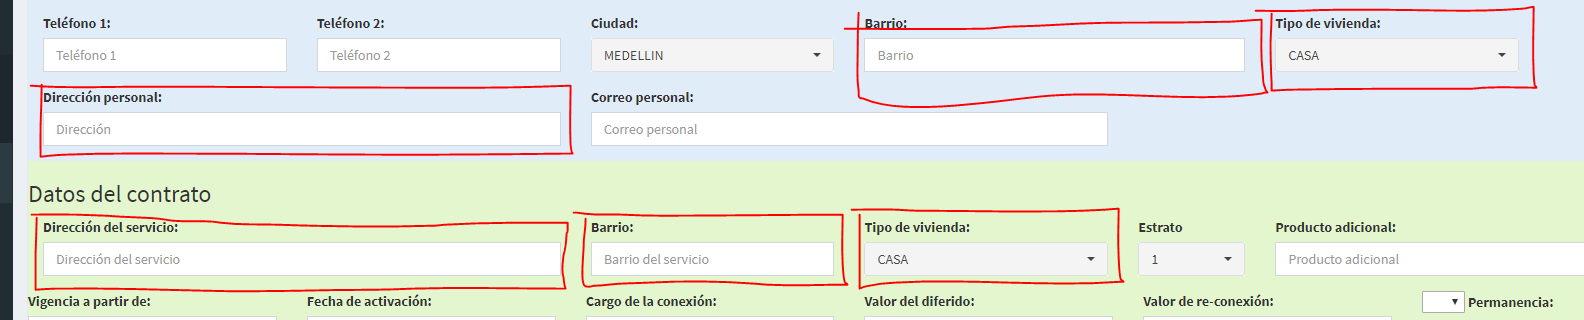 Teléfono 1: Teléfono 2: Ciudad: Barrio: Tipo de vivienda:
Teléfono 1 Teléfono 2 MEDELLIN Barrio CASA
Dirección personal: Correo personal:
Dirección Correo personal
Datos del contrato
Dirección del servicio: Barrio: Tipo de vivienda: Estrato Producto adicional:
Dirección del servicio Barrio del servicio CASA 1 Producto adicional
Vigencia a partir de: Fecha de activación: Cargo de la conexión: Valor del diferido: Valor de re-conexión: Permanencia: